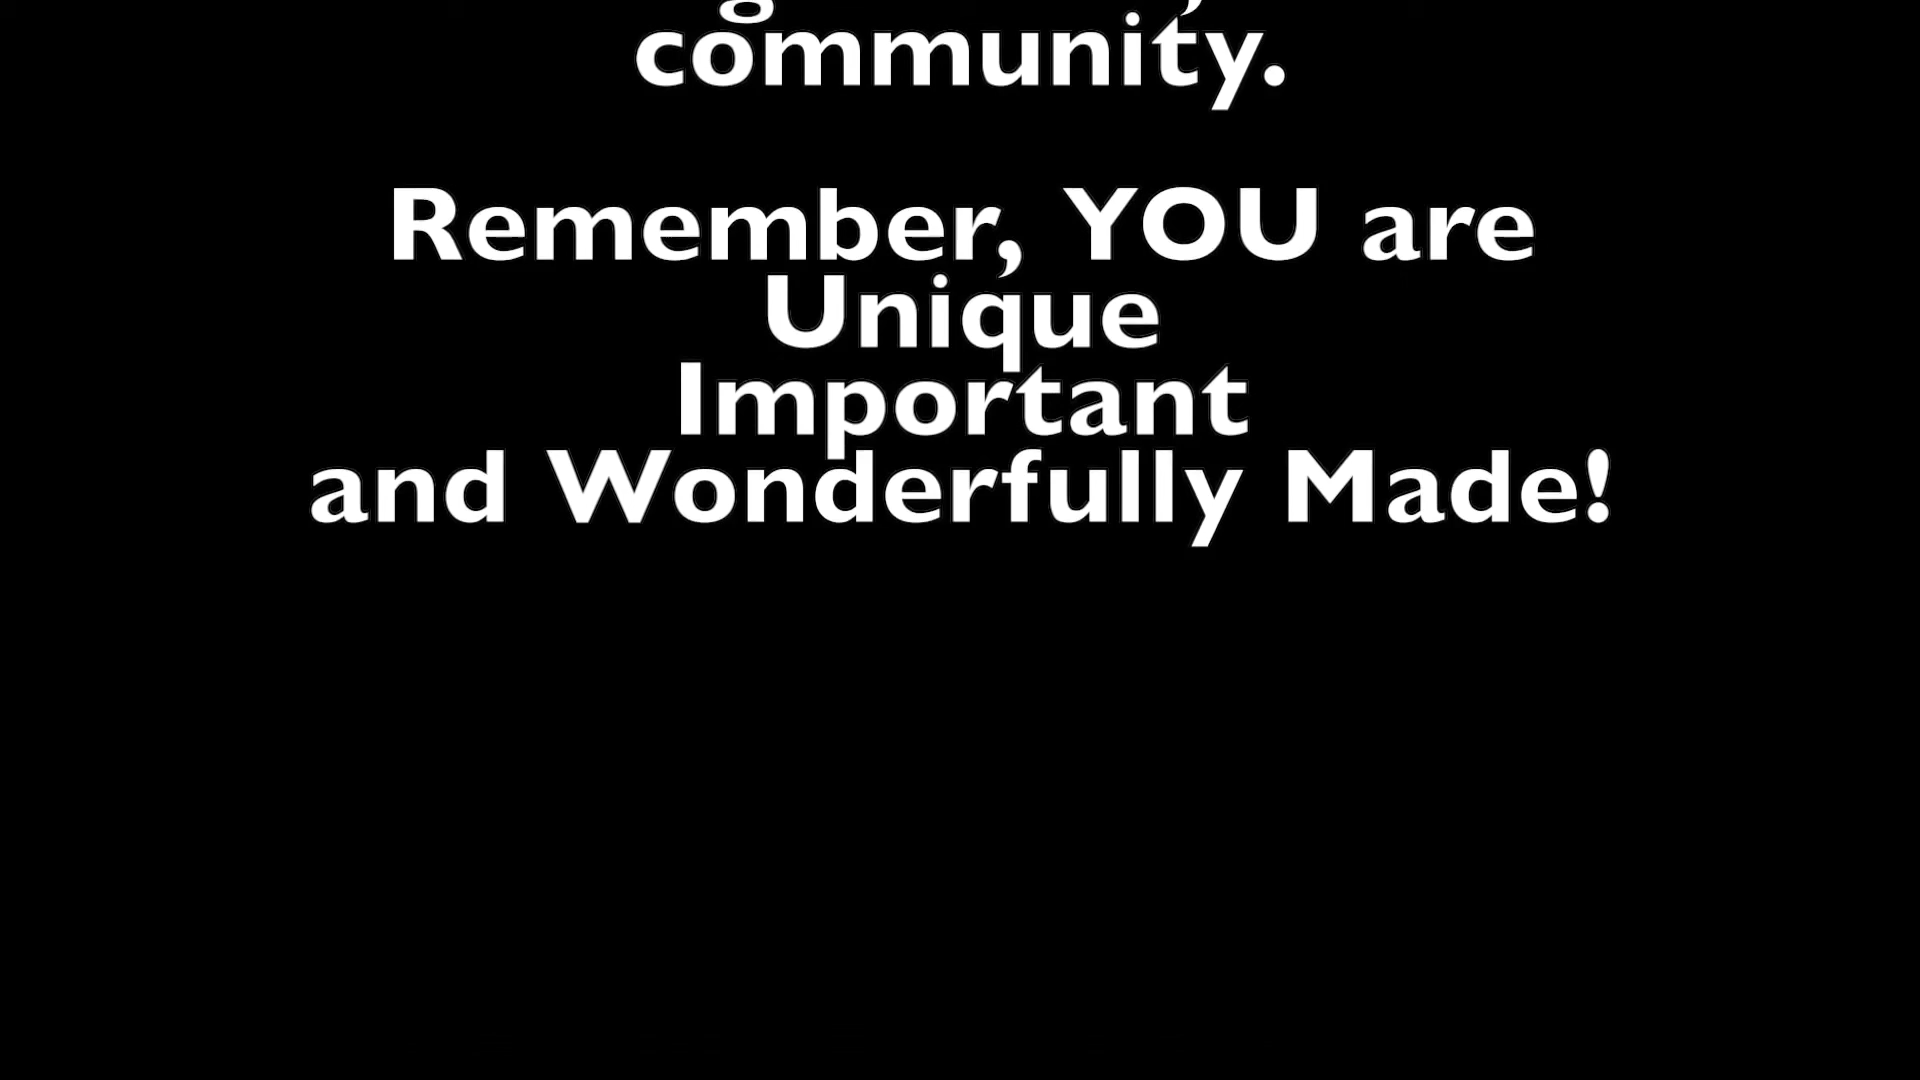 community.
Remember, YOU are
Unique
Important
and Wonderfully Made!